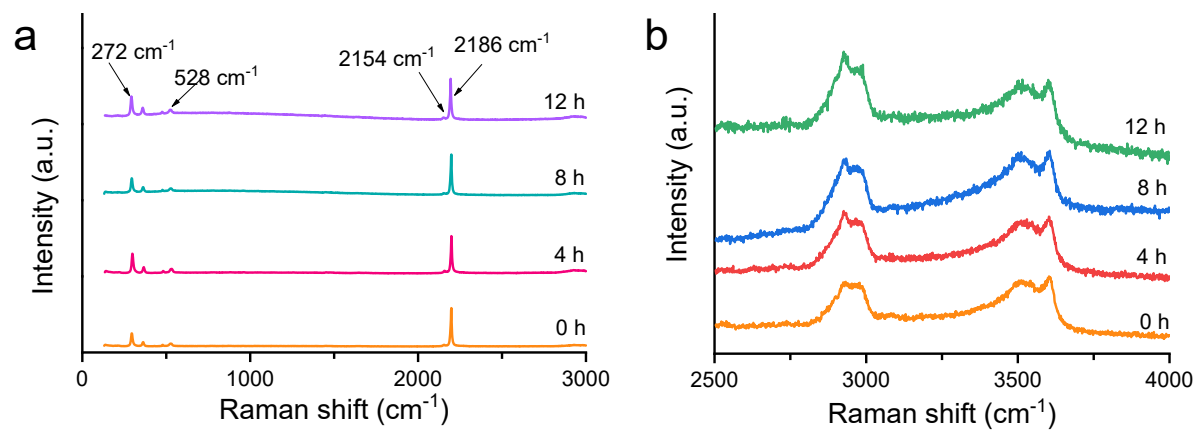 a
272 cm⁻¹
528 cm⁻¹
2154 cm⁻¹
2186 cm⁻¹
12 h
8 h
4 h
0 h
Intensity (a.u.)
0
1000
2000
3000
Raman shift (cm⁻¹)
b
12 h
8 h
4 h
0 h
Intensity (a.u.)
2500
3000
3500
4000
Raman shift (cm⁻¹)